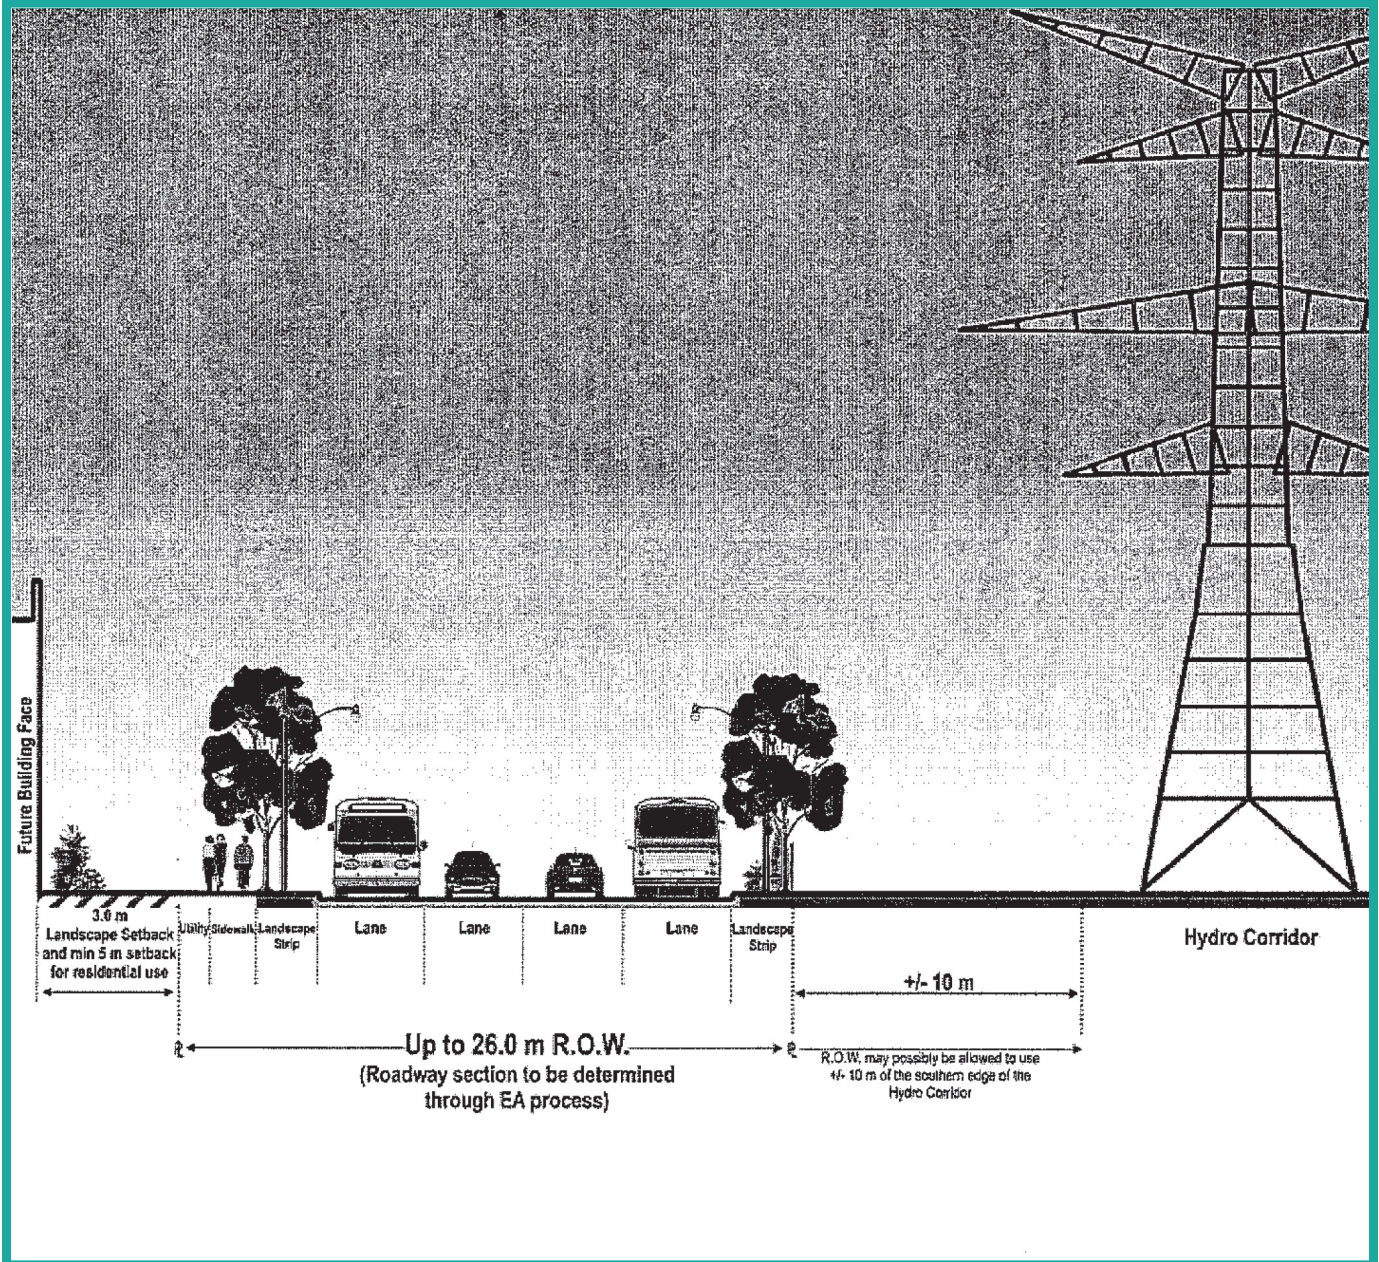 Future Building Face
3.0 m
Landscape Setback
and min 5 m setback
for residential use
Utility
Sidewalk
Landscape
Strip
Lane
Lane
Lane
Lane
Landscape
Strip
Hydro Corridor
+/- 10 m
Up to 26.0 m R.O.W.
(Roadway section to be determined
through EA process)
R.O.W. may possibly be allowed to use
+/- 10 m of the southern edge of the
Hydro Corridor